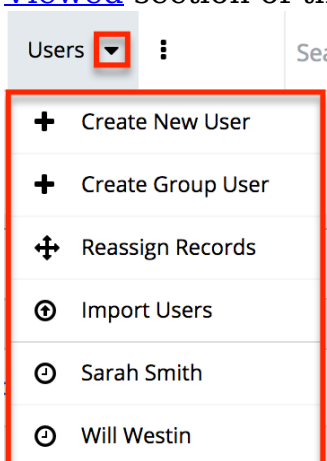 Viewed section of th
Users
Sea
Create New User
Create Group User
Reassign Records
Import Users
Sarah Smith
Will Westin